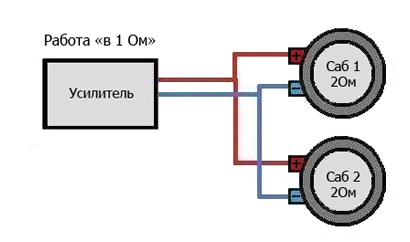 Работа «в 1 Ом»
Усилитель
+
−
Саб 1
2Ом
+
−
Саб 2
2Ом